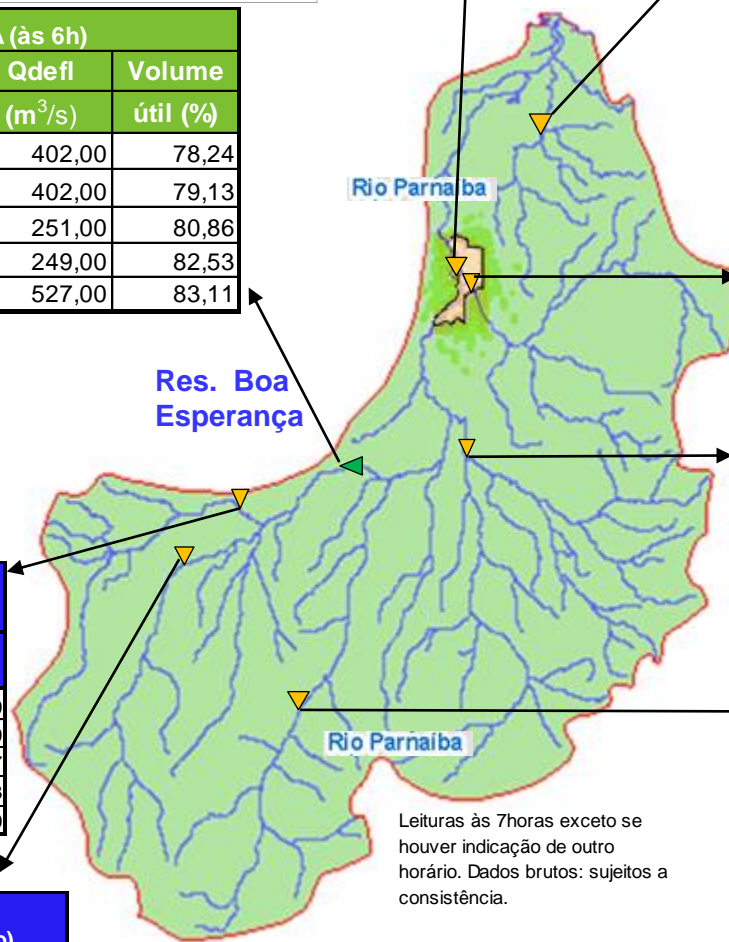 A (às 6h)
Qdefl Volume
(m³/s) útil (%)
402,00 78,24
402,00 79,13
251,00 80,86
249,00 82,53
527,00 83,11
Rio Parnaíba
Res. Boa
Esperança
Rio Parnaíba
Leituras às 7horas exceto se
houver indicação de outro
horário. Dados brutos: sujeitos a
consistência.